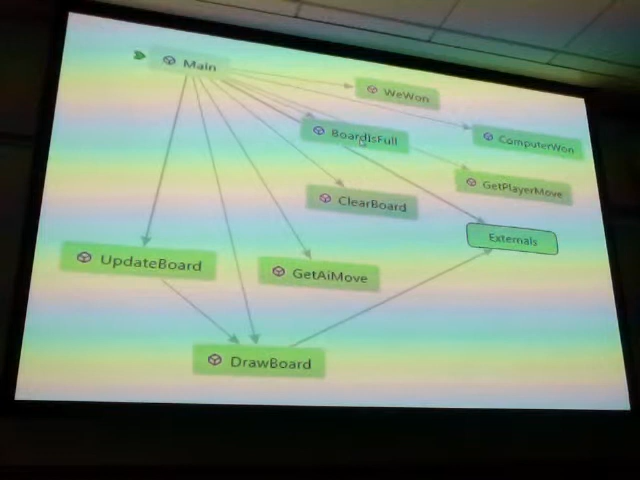 Main
WeWon
BoardIsFull
ComputerWon
GetPlayerMove
ClearBoard
Externals
UpdateBoard
GetAiMove
DrawBoard